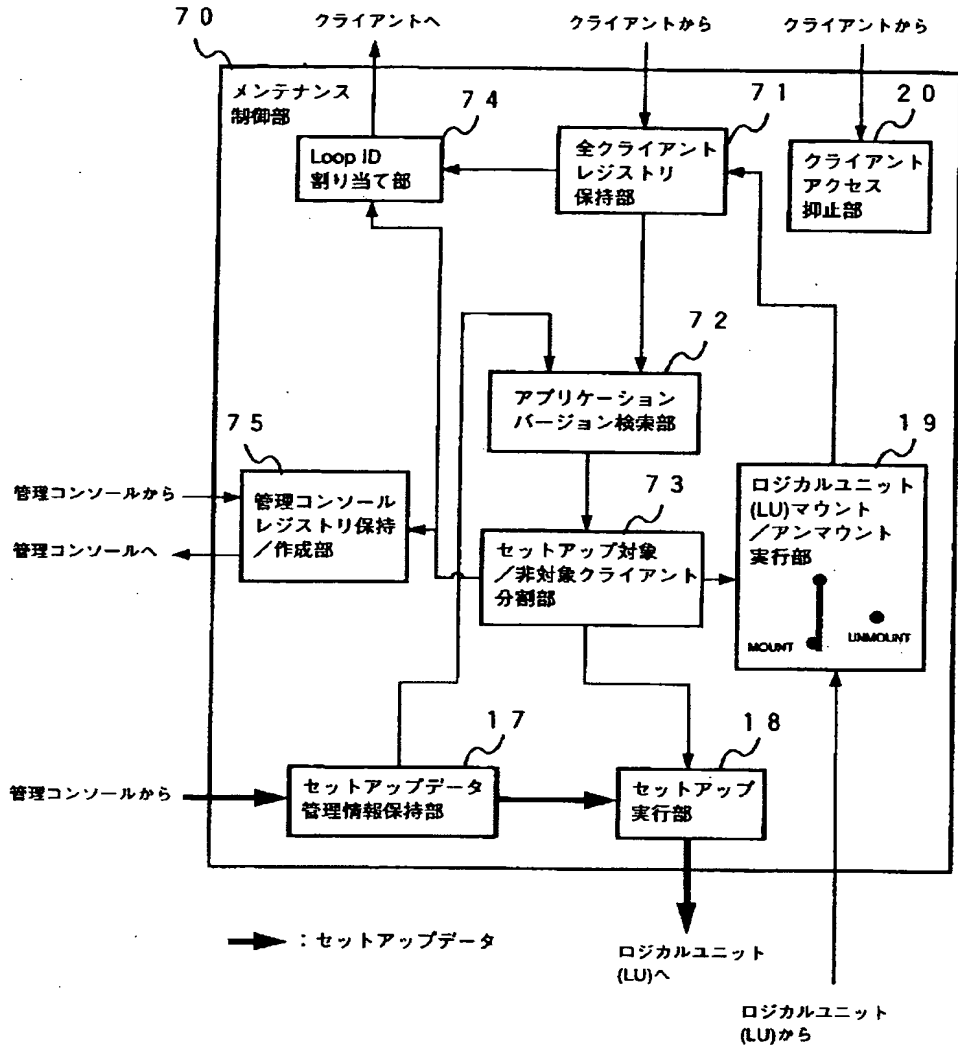 ７０
クライアントへ
クライアントから
クライアントから
メンテナンス
制御部
７４
７１
２０
Loop ID
割り当て部
全クライアント
レジストリ
保持部
クライアント
アクセス
抑止部
７２
アプリケーション
バージョン検索部
７５
１９
管理コンソールから
管理コンソールへ
管理コンソール
レジストリ保持
／作成部
７３
セットアップ対象
／非対象クライアント
分割部
ロジカルユニット
(LU)マウント
／アンマウント
実行部
MOUNT
UNMOUNT
１７
１８
管理コンソールから
セットアップデータ
管理情報保持部
セットアップ
実行部
：セットアップデータ
ロジカルユニット
(LU)へ
ロジカルユニット
(LU)から